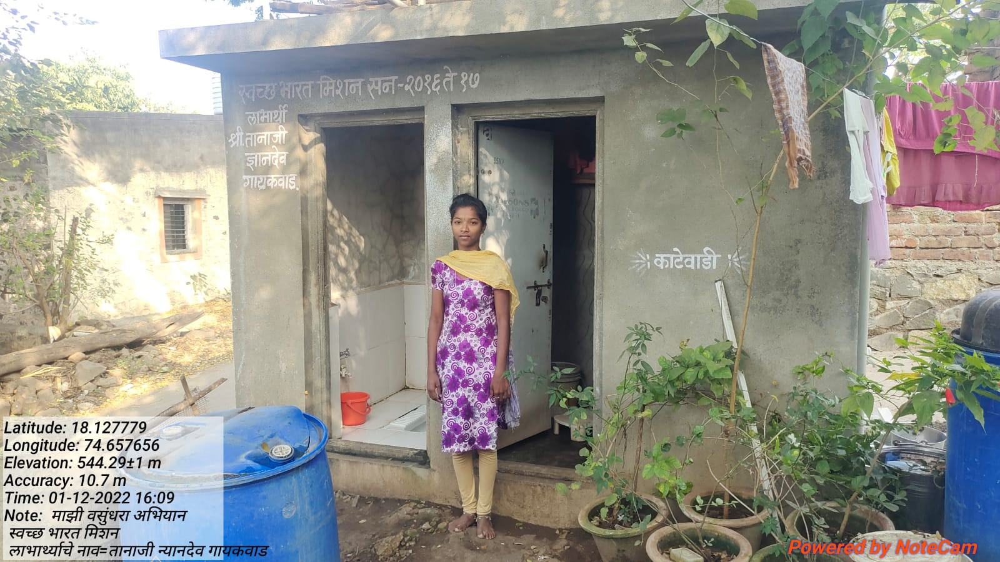 स्वच्छ भारत मिशन सन-२०१६ ते १७
लाभार्थी
श्री. तानाजी
ज्ञानदेव
गायकवाड.
काटेवाडी
Latitude: 18.127779
Longitude: 74.657656
Elevation: 544.29±1 m
Accuracy: 10.7 m
Time: 01-12-2022 16:09
Note: माझी वसुंधरा अभियान
स्वच्छ भारत मिशन
लाभार्थ्याचे नाव=तानाजी न्यानदेव गायकवाड
Powered by NoteCam